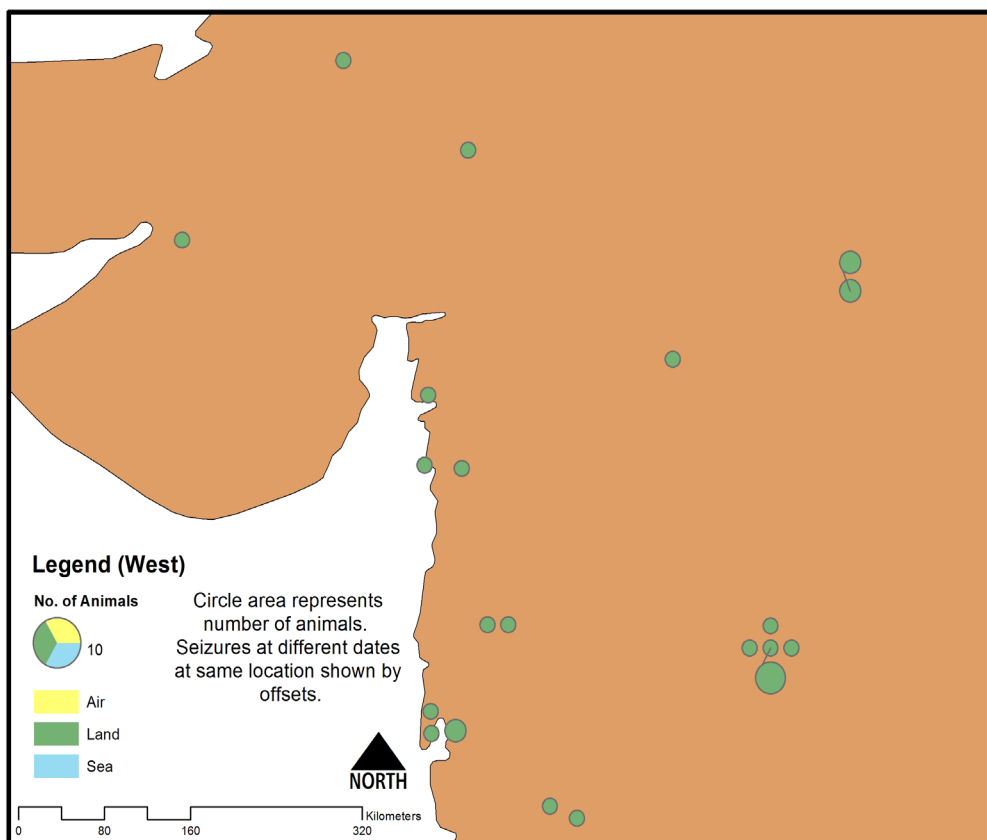 Legend (West)
No. of Animals
10
Air
Land
Sea
Circle area represents
number of animals.
Seizures at different dates
at same location shown by
offsets.
NORTH
Kilometers
0 80 160 320